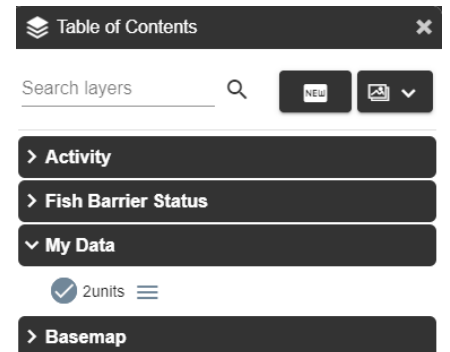 Table of Contents
Search layers NEW
Activity
Fish Barrier Status
My Data
2units
Basemap